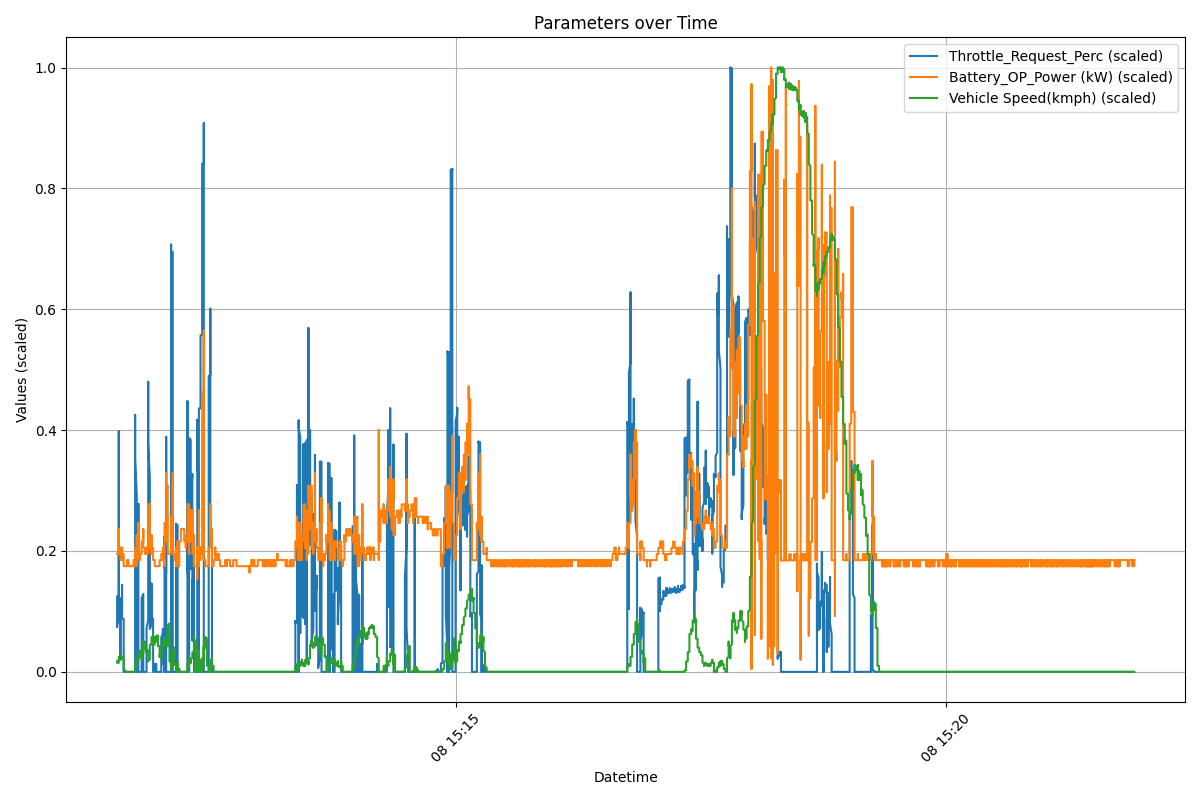 Parameters over Time
Throttle_Request_Perc (scaled)
Battery_OP_Power (kW) (scaled)
Vehicle Speed(kmph) (scaled)
Values (scaled)
1.0
0.8
0.6
0.4
0.2
0.0
08 15:15
08 15:20
Datetime